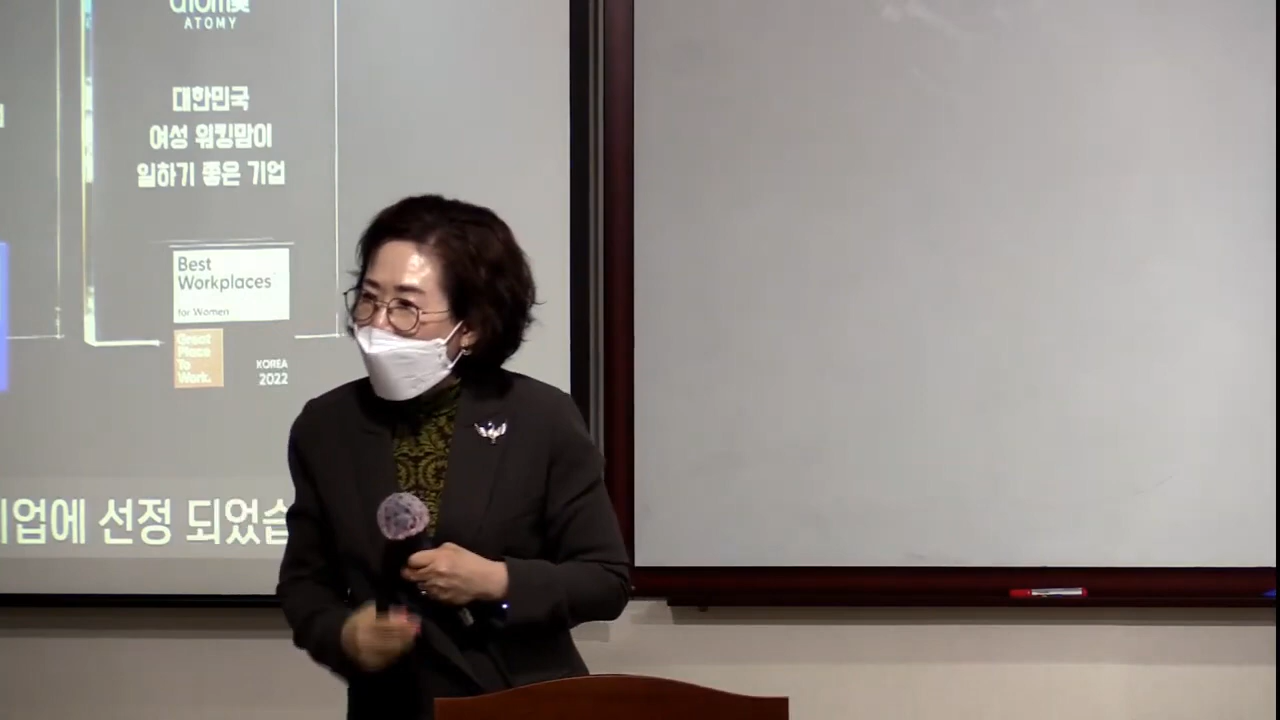 ATOMY
대한민국
여성 워킹맘이
일하기 좋은 기업
Best
Workplaces
for Women
Great
Place
To
Work.
KOREA
2022
기업에 선정 되었습